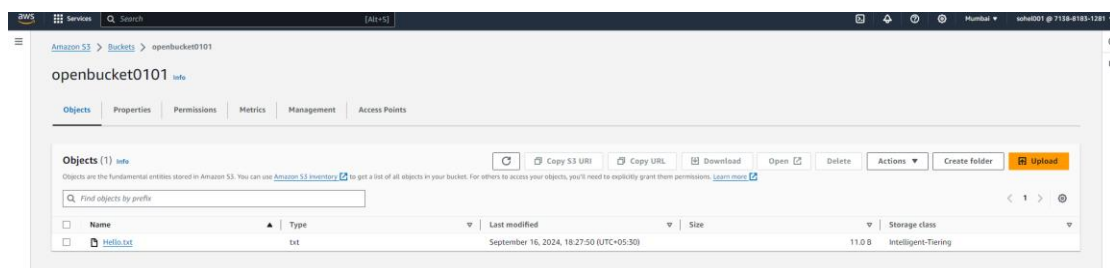 aws Services Search [Alt+S] Mumbai ▼ sohel001 @ 7138-8183-1281
Amazon S3 > Buckets > openbucket0101
openbucket0101 Info
Objects Properties Permissions Metrics Management Access Points
Objects (1) Info Copy S3 URI Copy URL Download Open Delete Actions ▼ Create folder Upload
Objects are the fundamental entities stored in Amazon S3. You can use Amazon S3 inventory to get a list of all objects in your bucket. For others to access your objects, you'll need to explicitly grant them permissions. Learn more
Find objects by prefix < 1 >
Name ▲ Type ▽ Last modified ▽ Size ▽ Storage class ▽
Hello.txt txt September 16, 2024, 18:27:50 (UTC+05:30) 11.0 B Intelligent-Tiering